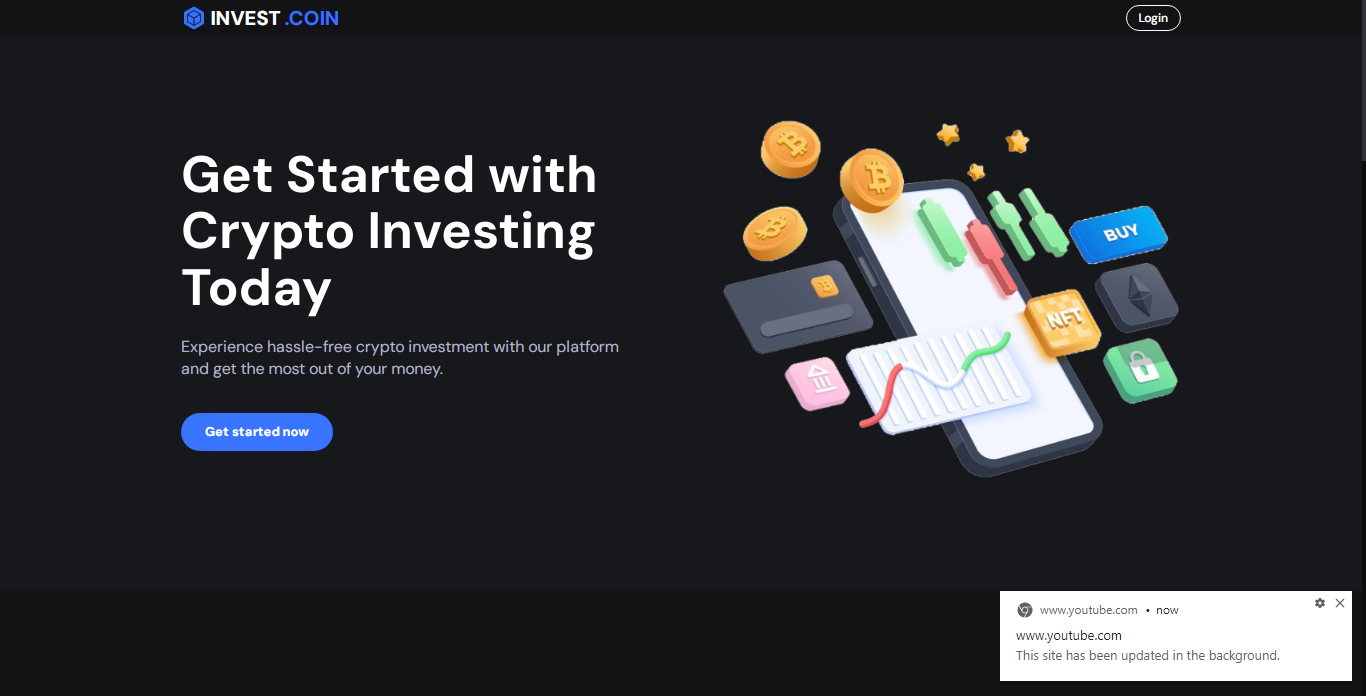 INVEST .COIN
Login
Get Started with
Crypto Investing
Today
Experience hassle-free crypto investment with our platform
and get the most out of your money.
Get started now
BUY
NFT
www.youtube.com • now
www.youtube.com
This site has been updated in the background.